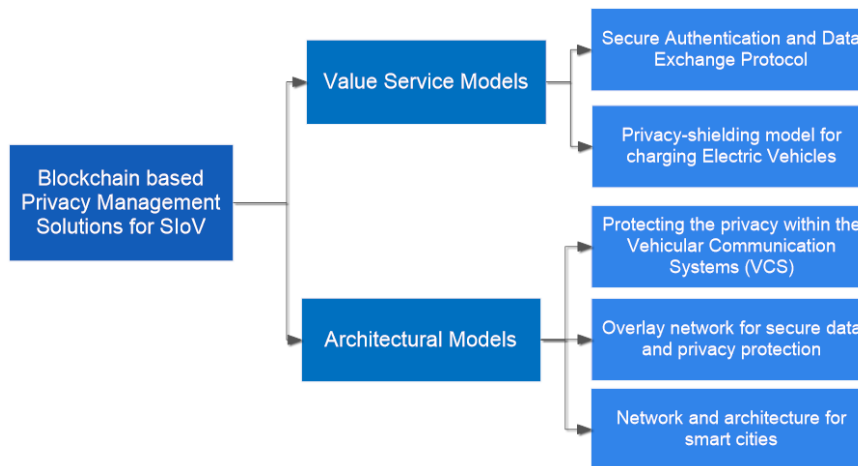 Blockchain based
Privacy Management
Solutions for SIoV
Value Service Models
Secure Authentication and Data
Exchange Protocol
Privacy-shielding model for
charging Electric Vehicles
Architectural Models
Protecting the privacy within the
Vehicular Communication
Systems (VCS)
Overlay network for secure data
and privacy protection
Network and architecture for
smart cities